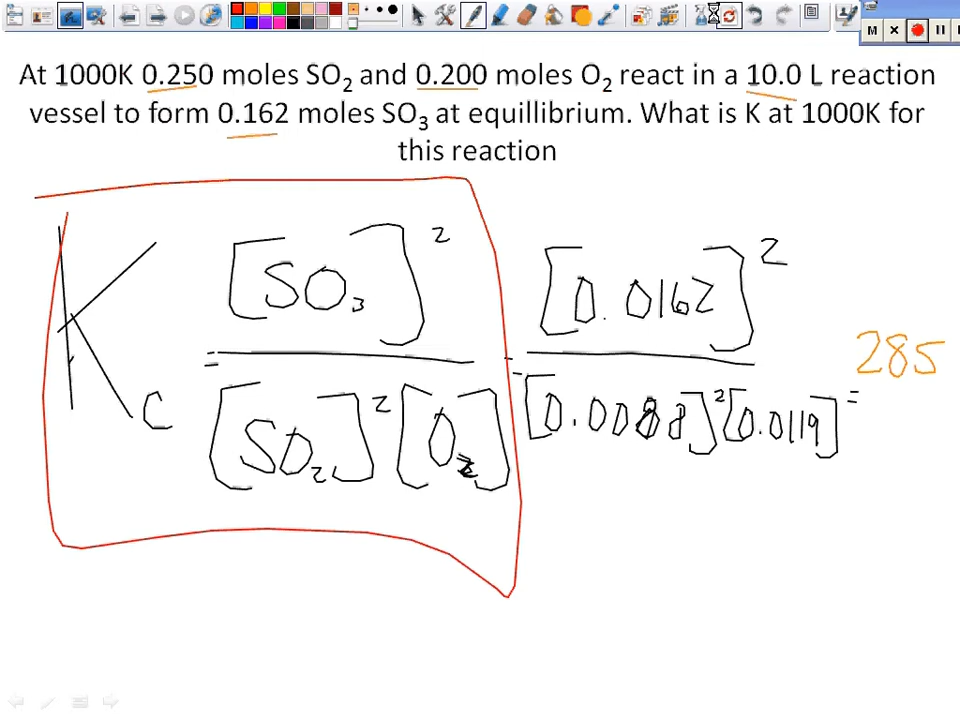 At 1000K 0.250 moles SO₂ and 0.200 moles O₂ react in a 10.0 L reaction
vessel to form 0.162 moles SO₃ at equillibrium. What is K at 1000K for
this reaction
K_C = [SO₃]² / [SO₂]² [O₂] = [0.0162]² / [0.0088]² [0.0119] = 285
M